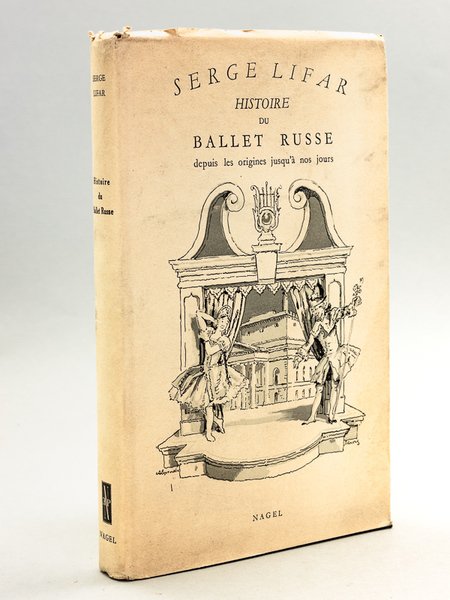 SERGE LIFAR
HISTOIRE
DU
BALLET RUSSE
depuis les origines jusqu'à nos jours
NAGEL
SERGE
LIFAR
Histoire
du
Ballet Russe
NAGEL